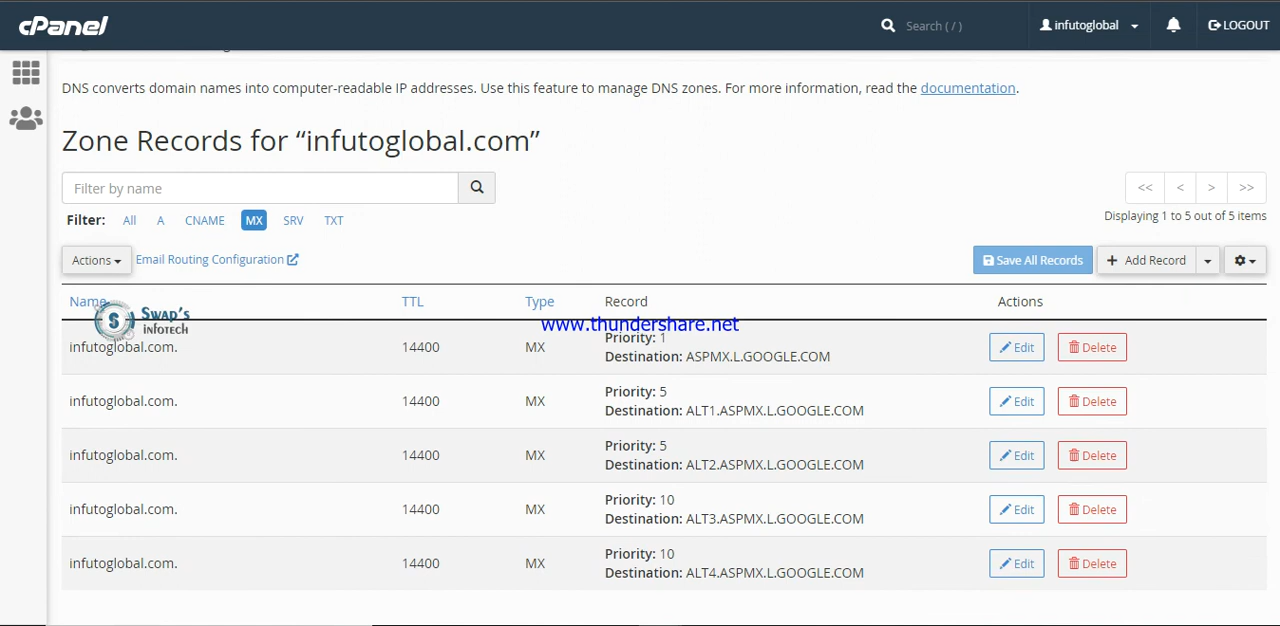 cPanel
Search ( / )
infutoglobal
LOGOUT
DNS converts domain names into computer-readable IP addresses. Use this feature to manage DNS zones. For more information, read the documentation.
Zone Records for “infutoglobal.com”
Filter by name
<< < > >>
Displaying 1 to 5 out of 5 items
Filter: All A CNAME MX SRV TXT
Actions Email Routing Configuration Save All Records + Add Record
Name TTL Type Record Actions
S SWAP'S INFOTECH
www.thundershare.net
infutoglobal.com. 14400 MX Priority: 1 Edit Delete
Destination: ASPMX.L.GOOGLE.COM
infutoglobal.com. 14400 MX Priority: 5 Edit Delete
Destination: ALT1.ASPMX.L.GOOGLE.COM
infutoglobal.com. 14400 MX Priority: 5 Edit Delete
Destination: ALT2.ASPMX.L.GOOGLE.COM
infutoglobal.com. 14400 MX Priority: 10 Edit Delete
Destination: ALT3.ASPMX.L.GOOGLE.COM
infutoglobal.com. 14400 MX Priority: 10 Edit Delete
Destination: ALT4.ASPMX.L.GOOGLE.COM